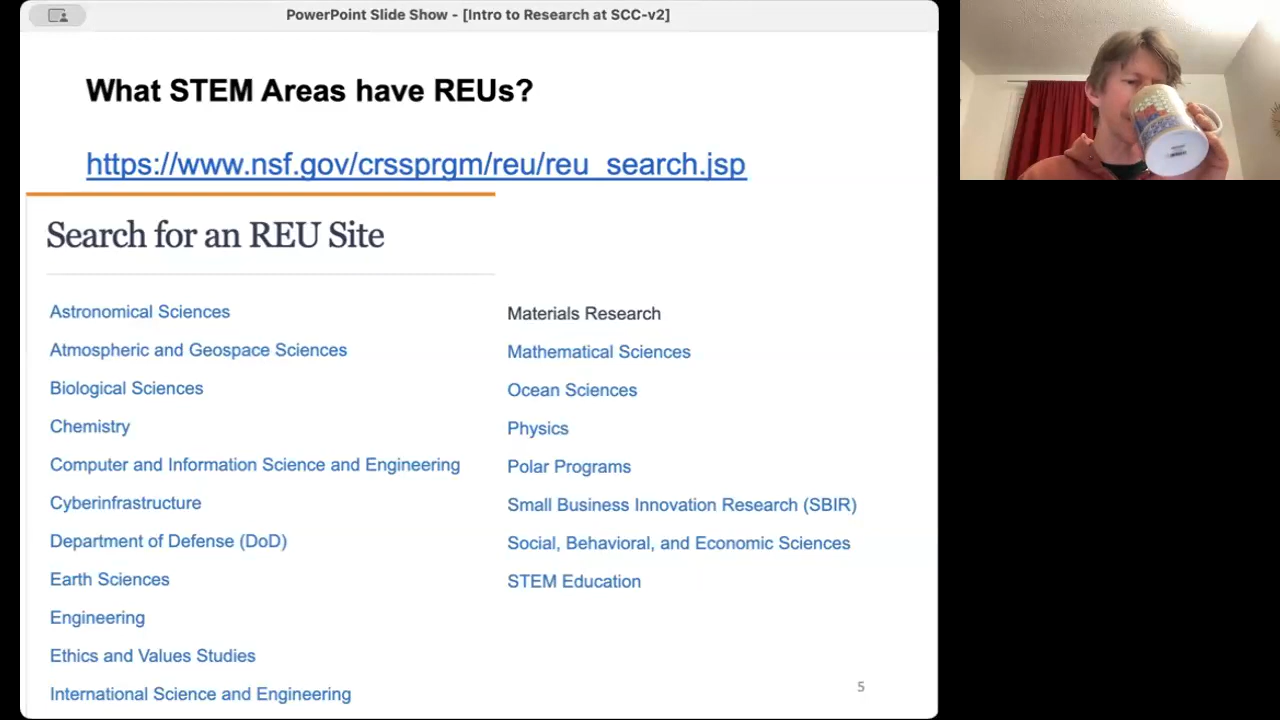 PowerPoint Slide Show - [Intro to Research at SCC-v2]
What STEM Areas have REUs?
https://www.nsf.gov/crssprgm/reu/reu_search.jsp
Search for an REU Site
Astronomical Sciences
Atmospheric and Geospace Sciences
Biological Sciences
Chemistry
Computer and Information Science and Engineering
Cyberinfrastructure
Department of Defense (DoD)
Earth Sciences
Engineering
Ethics and Values Studies
International Science and Engineering
Materials Research
Mathematical Sciences
Ocean Sciences
Physics
Polar Programs
Small Business Innovation Research (SBIR)
Social, Behavioral, and Economic Sciences
STEM Education
5